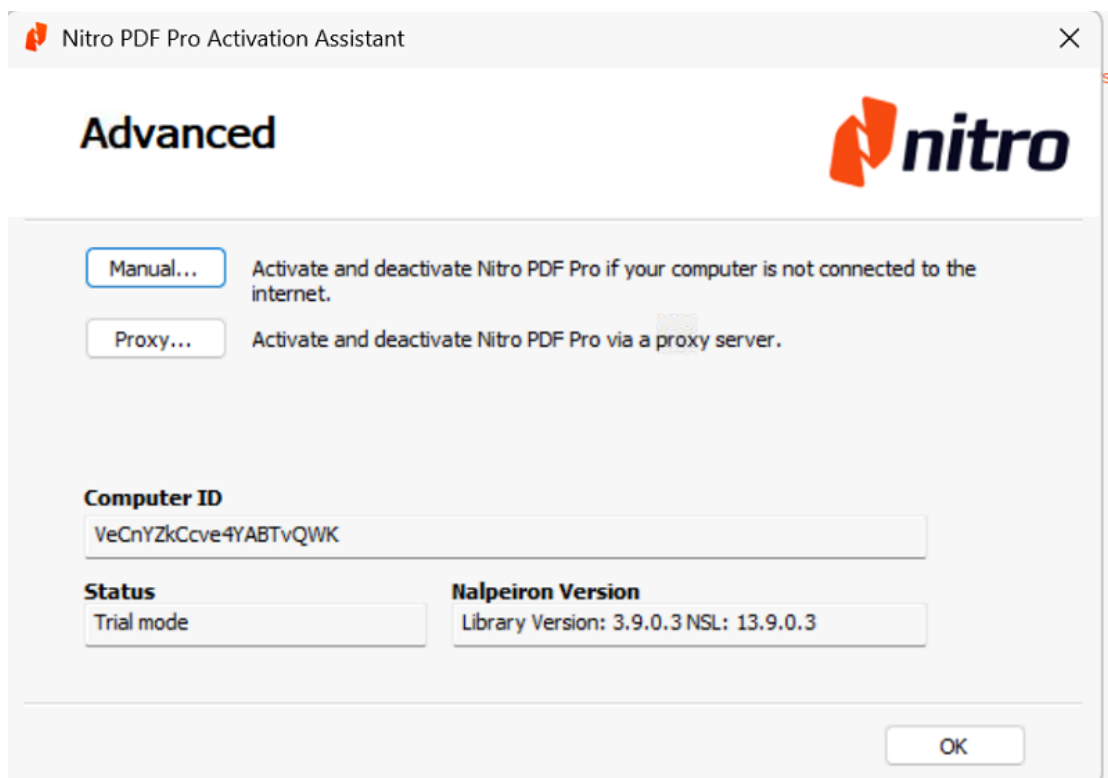 Nitro PDF Pro Activation Assistant
Advanced
nitro
Manual...
Activate and deactivate Nitro PDF Pro if your computer is not connected to the
internet.
Proxy...
Activate and deactivate Nitro PDF Pro via a proxy server.
Computer ID
VeCnYZkCcve4YABTvQWK
Status
Nalpeiron Version
Trial mode
Library Version: 3.9.0.3 NSL: 13.9.0.3
OK